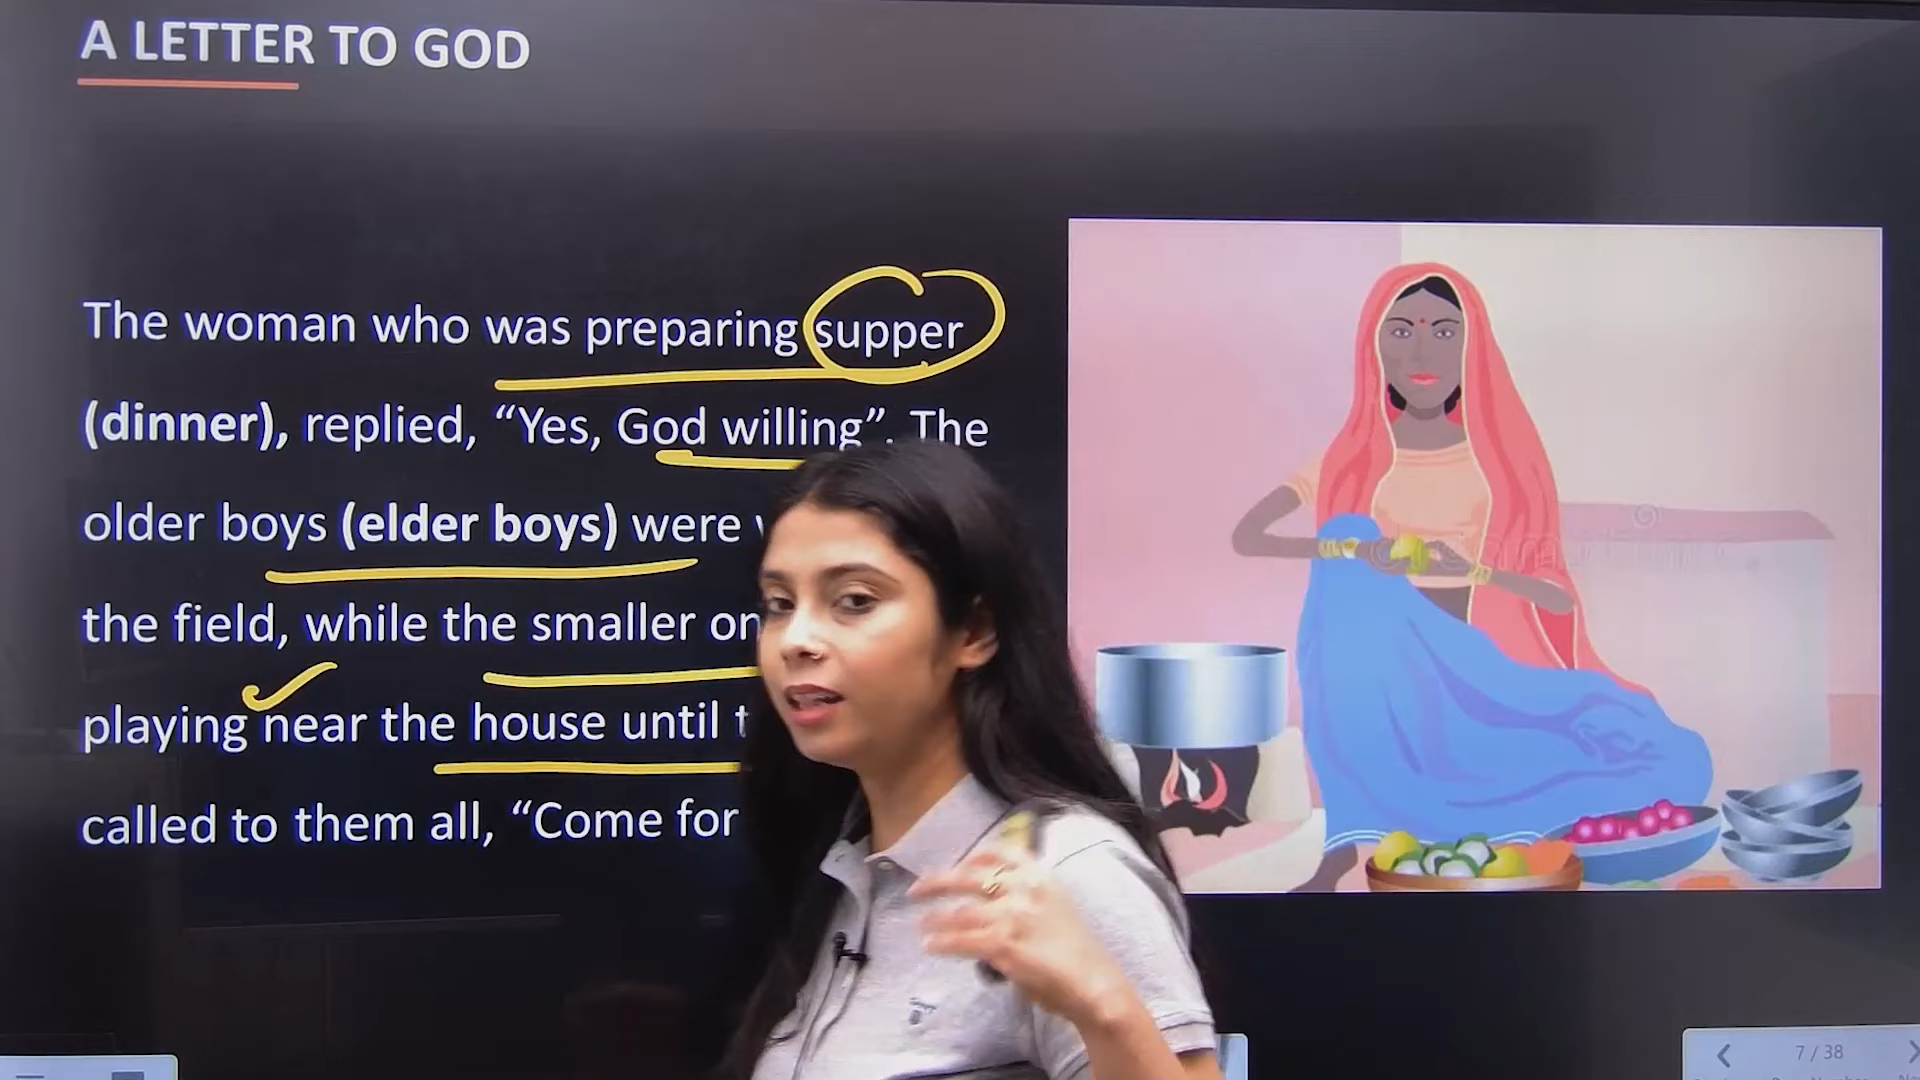 A LETTER TO GOD
The woman who was preparing supper
(dinner), replied, “Yes, God willing”. The
older boys (elder boys) were
the field, while the smaller
playing near the house until
called to them all, “Come for
7 / 38